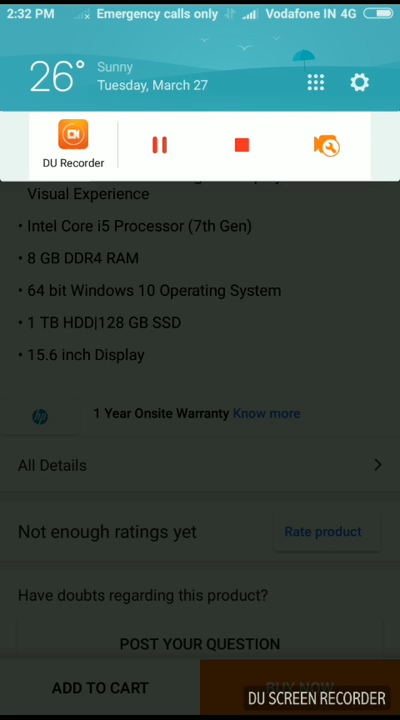 2:32 PM Emergency calls only Vodafone IN 4G
26° Sunny
Tuesday, March 27
DU Recorder
Visual Experience
• Intel Core i5 Processor (7th Gen)
• 8 GB DDR4 RAM
• 64 bit Windows 10 Operating System
• 1 TB HDD|128 GB SSD
• 15.6 inch Display
hp 1 Year Onsite Warranty Know more
All Details
Not enough ratings yet Rate product
Have doubts regarding this product?
POST YOUR QUESTION
ADD TO CART BUY NOW
DU SCREEN RECORDER